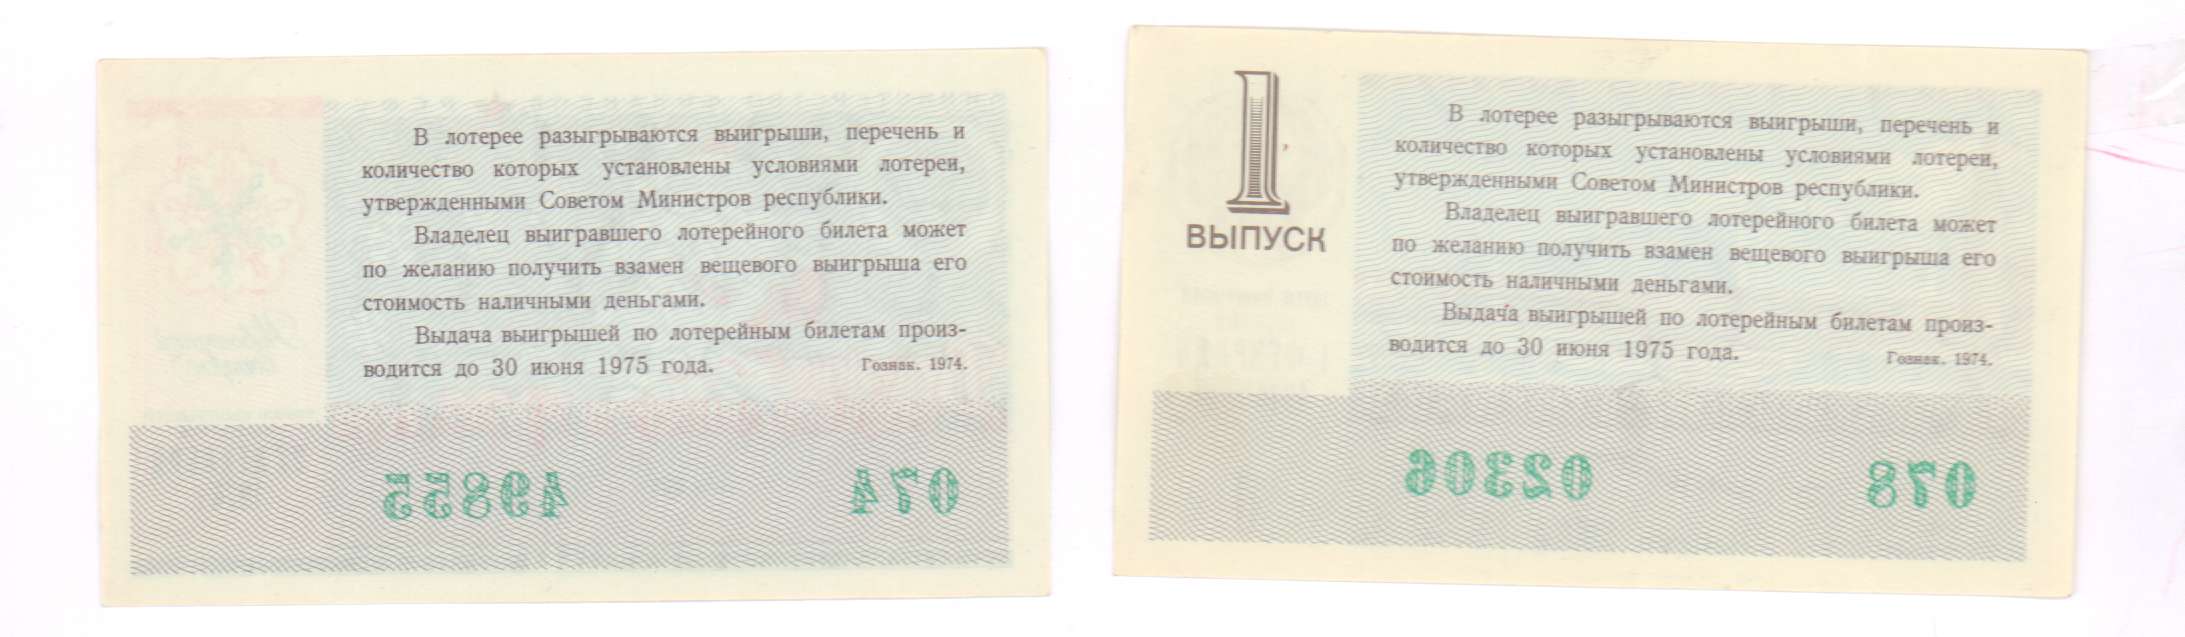 В лотерее разыгрываются выигрыши, перечень и
количество которых установлены условиями лотереи,
утвержденными Советом Министров республики.
Владелец выигравшего лотерейного билета может
по желанию получить взамен вещевого выигрыша его
стоимость наличными деньгами.
Выдача выигрышей по лотерейным билетам произ-
водится до 30 июня 1975 года.
Гознак. 1974.
49855
074
1
ВЫПУСК
В лотерее разыгрываются выигрыши, перечень и
количество которых установлены условиями лотереи,
утвержденными Советом Министров республики.
Владелец выигравшего лотерейного билета может
по желанию получить взамен вещевого выигрыша его
стоимость наличными деньгами.
Выдача выигрышей по лотерейным билетам произ-
водится до 30 июня 1975 года.
Гознак. 1974.
02306
078